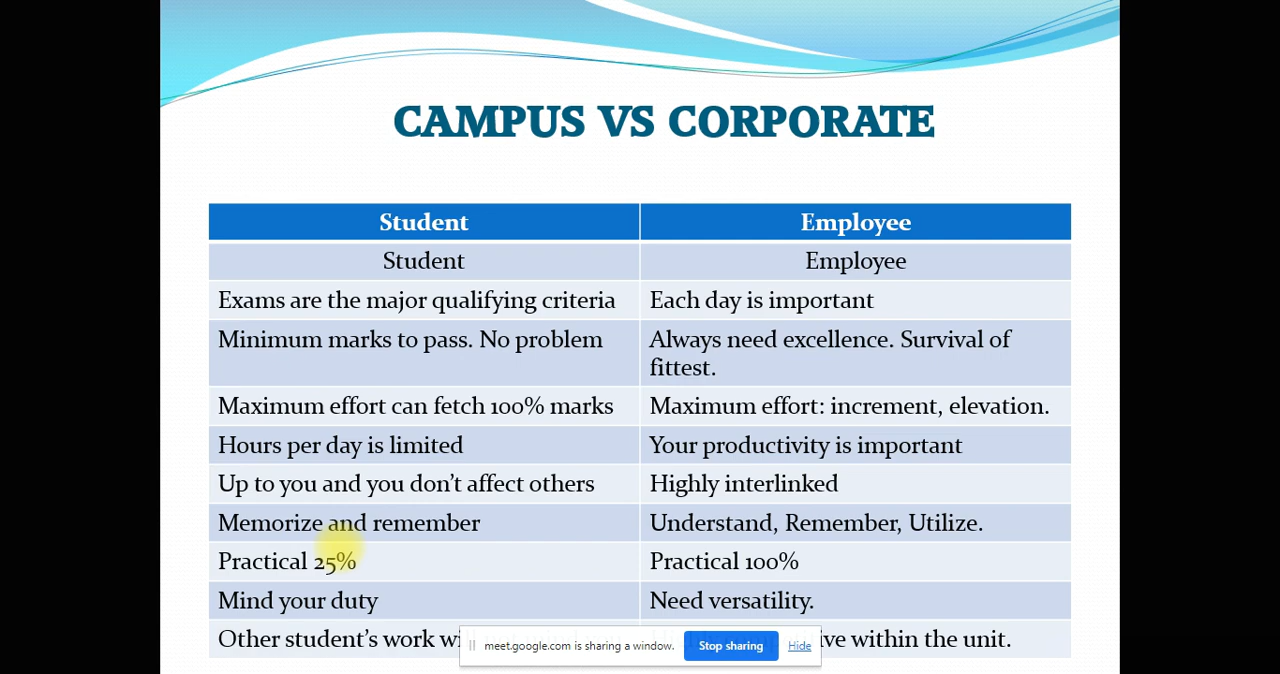 CAMPUS VS CORPORATE
Student Employee
Student Employee
Exams are the major qualifying criteria Each day is important
Minimum marks to pass. No problem Always need excellence. Survival of
fittest.
Maximum effort can fetch 100% marks Maximum effort: increment, elevation.
Hours per day is limited Your productivity is important
Up to you and you don’t affect others Highly interlinked
Memorize and remember Understand, Remember, Utilize.
Practical 25% Practical 100%
Mind your duty Need versatility.
Other student’s work within the unit.
meet.google.com is sharing a window. Stop sharing Hide